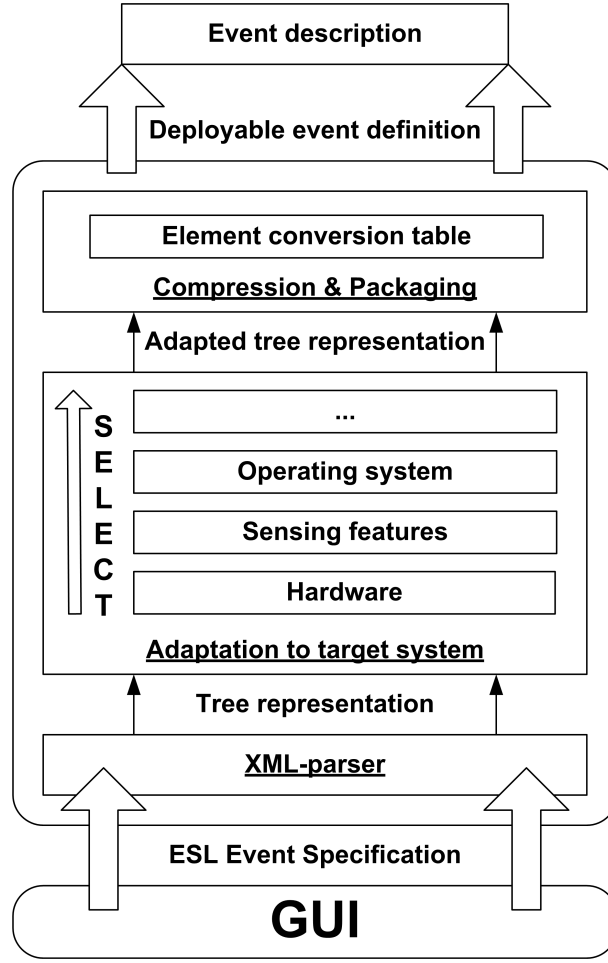 Event description
Deployable event definition
Element conversion table
Compression & Packaging
Adapted tree representation
SELECT
...
Operating system
Sensing features
Hardware
Adaptation to target system
Tree representation
XML-parser
ESL Event Specification
GUI